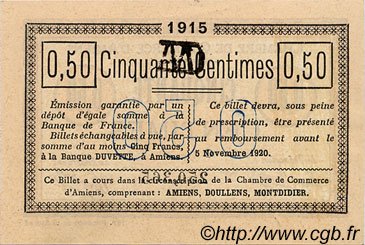 1915
0,50 Cinquante Centimes 0,50
Émission garantie par un
dépôt d'égale somme à la
Banque de France.
Billets échangeables à vue, par
somme d'au moins Cinq Francs,
à la Banque DUVETTE, à Amiens.
Ce billet devra, sous peine
de prescription, être présenté
au remboursement avant le
5 Novembre 1920.
Ce Billet a cours dans la Circonscription de la Chambre de Commerce
d'Amiens, comprenant : AMIENS, DOULLENS, MONTDIDIER.
http://www.cgb.fr